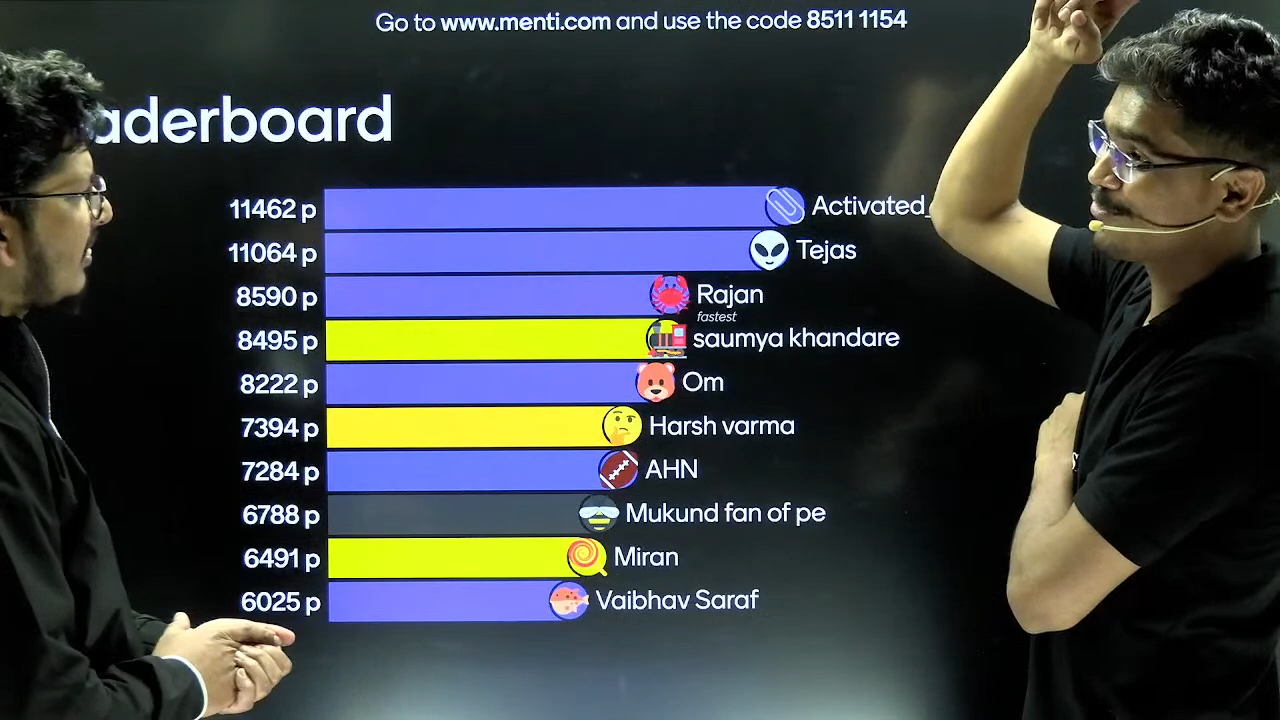 Go to www.menti.com and use the code 8511 1154
aderboard
11462 p Activated_
11064 p Tejas
8590 p Rajan
fastest
8495 p saumya khandare
8222 p Om
7394 p Harsh varma
7284 p AHN
6788 p Mukund fan of pe
6491 p Miran
6025 p Vaibhav Saraf